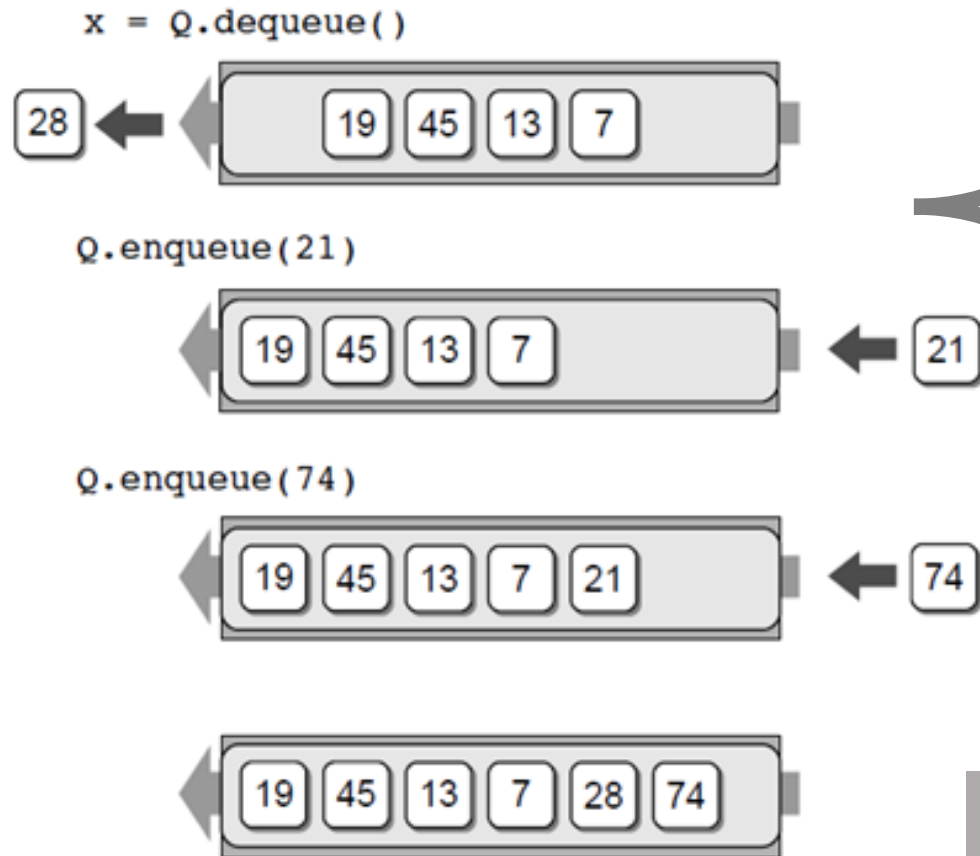 x = Q.dequeue()
28 19 45 13 7
Q.enqueue(21)
19 45 13 7 21
Q.enqueue(74)
19 45 13 7 21 74
19 45 13 7 28 74